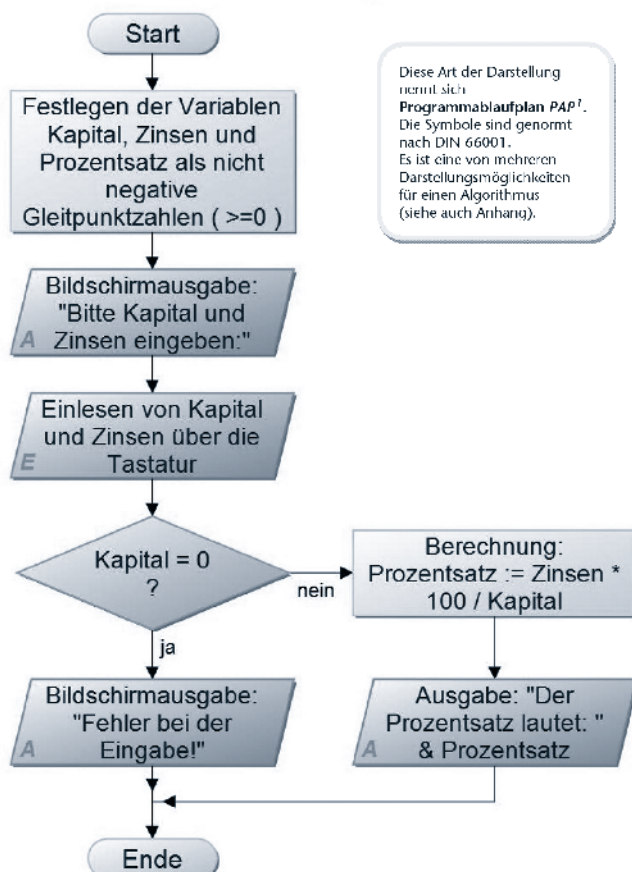 Start
Diese Art der Darstellung
nennt sich
Programmablaufplan PAP¹.
Die Symbole sind genormt
nach DIN 66001.
Es ist eine von mehreren
Darstellungsmöglichkeiten
für einen Algorithmus
(siehe auch Anhang).
Festlegen der Variablen
Kapital, Zinsen und
Prozentsatz als nicht
negative
Gleitpunktzahlen ( >=0 )
Bildschirmausgabe:
"Bitte Kapital und
Zinsen eingeben:"
A
Einlesen von Kapital
und Zinsen über die
Tastatur
E
Kapital = 0
?
nein
ja
Berechnung:
Prozentsatz := Zinsen *
100 / Kapital
Bildschirmausgabe:
"Fehler bei der
Eingabe!"
A
Ausgabe: "Der
Prozentsatz lautet: "
& Prozentsatz
A
Ende